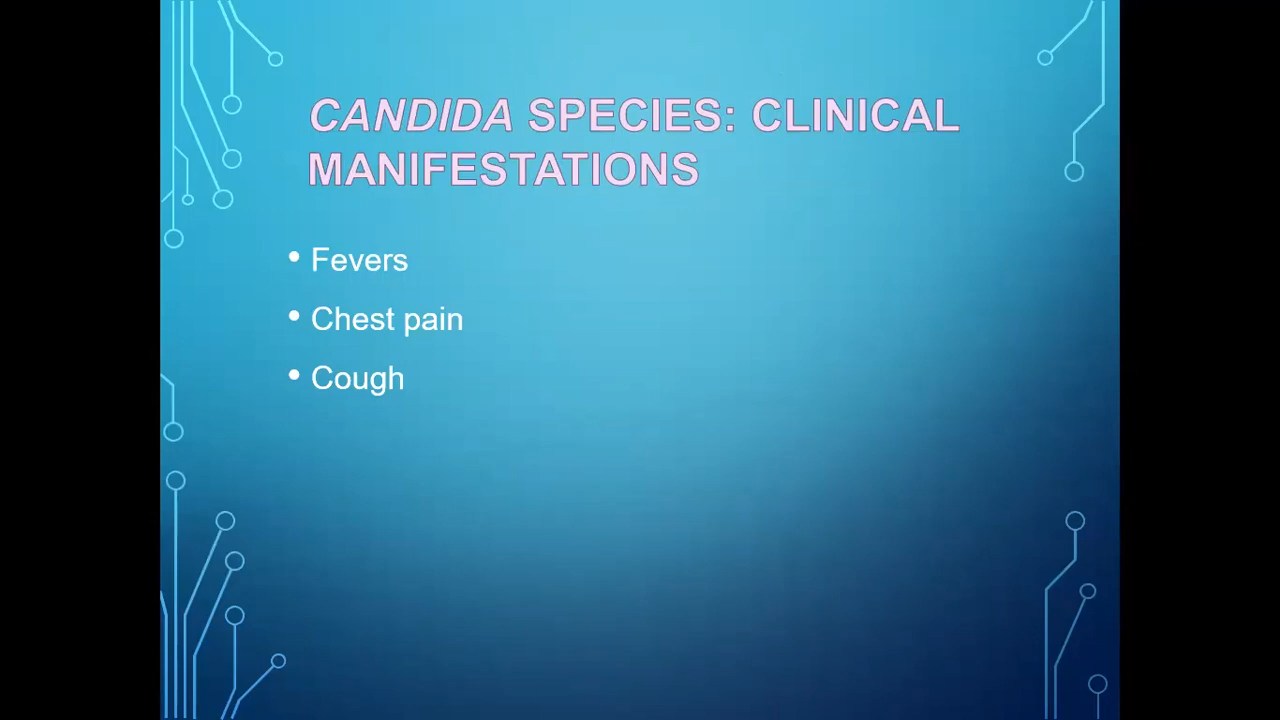 CANDIDA SPECIES: CLINICAL
MANIFESTATIONS
• Fevers
• Chest pain
• Cough